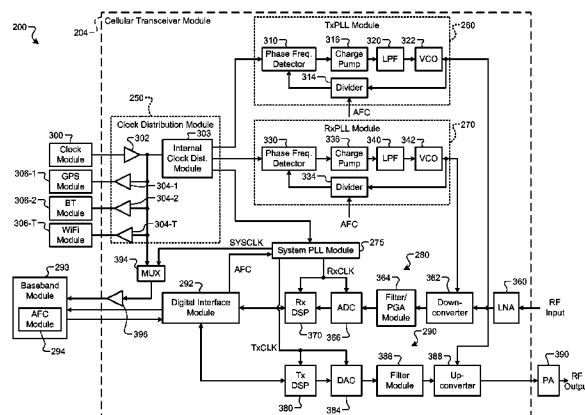 200
204
Cellular Transceiver Module
TxPLL Module
260
310
316
320
322
Phase Freq. Detector
Charge Pump
LPF
VCO
314
Divider
AFC
250
Clock Distribution Module
300
302
303
Clock Module
Internal Clock Dist. Module
306-1
GPS Module
304-1
306-2
BT Module
304-2
306-T
WiFi Module
304-T
RxPLL Module
270
330
336
340
342
Phase Freq. Detector
Charge Pump
LPF
VCO
334
Divider
AFC
SYSCLK
System PLL Module
275
394
MUX
AFC
RxCLK
280
293
Baseband Module
AFC Module
294
396
292
Digital Interface Module
Rx DSP
370
ADC
366
364
Filter/ PGA Module
362
Down- converter
360
LNA
RF Input
290
TxCLK
Tx DSP
380
DAC
384
386
Filter Module
388
Up- converter
390
PA
RF Output